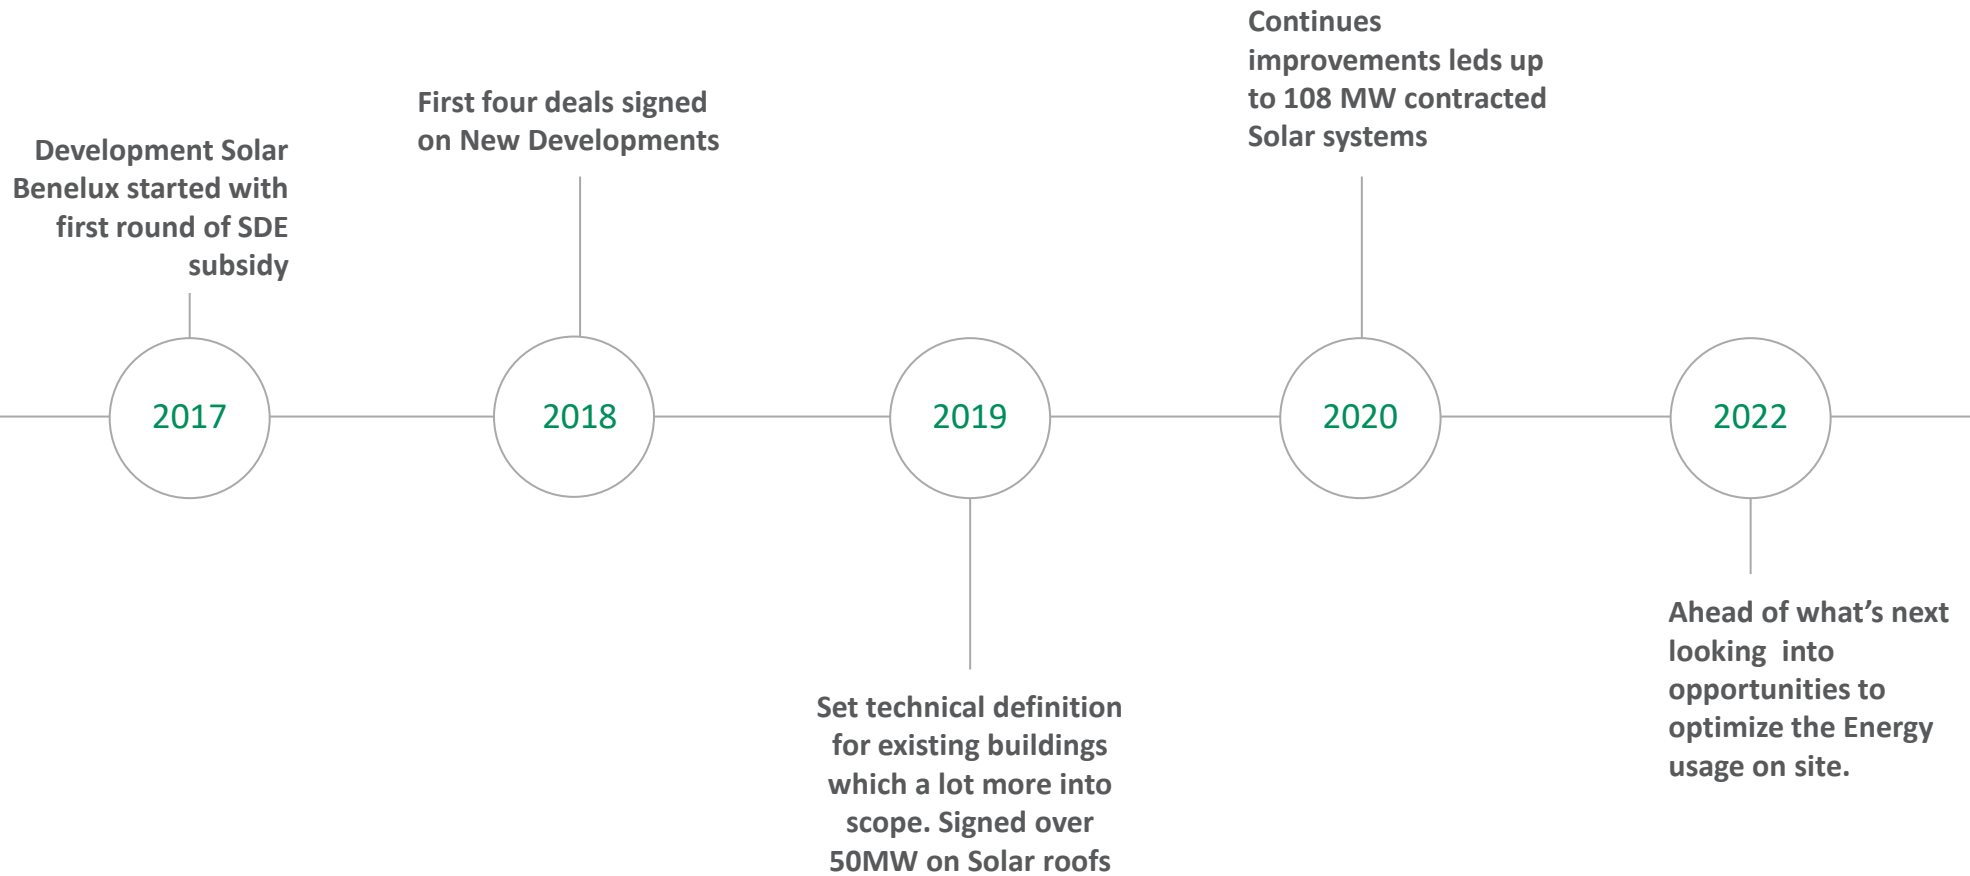 Development Solar
Benelux started with
first round of SDE
subsidy
2017
First four deals signed
on New Developments
2018
2019
Set technical definition
for existing buildings
which a lot more into
scope. Signed over
50MW on Solar roofs
Continues
improvements leds up
to 108 MW contracted
Solar systems
2020
2022
Ahead of what’s next
looking  into
opportunities to
optimize the Energy
usage on site.